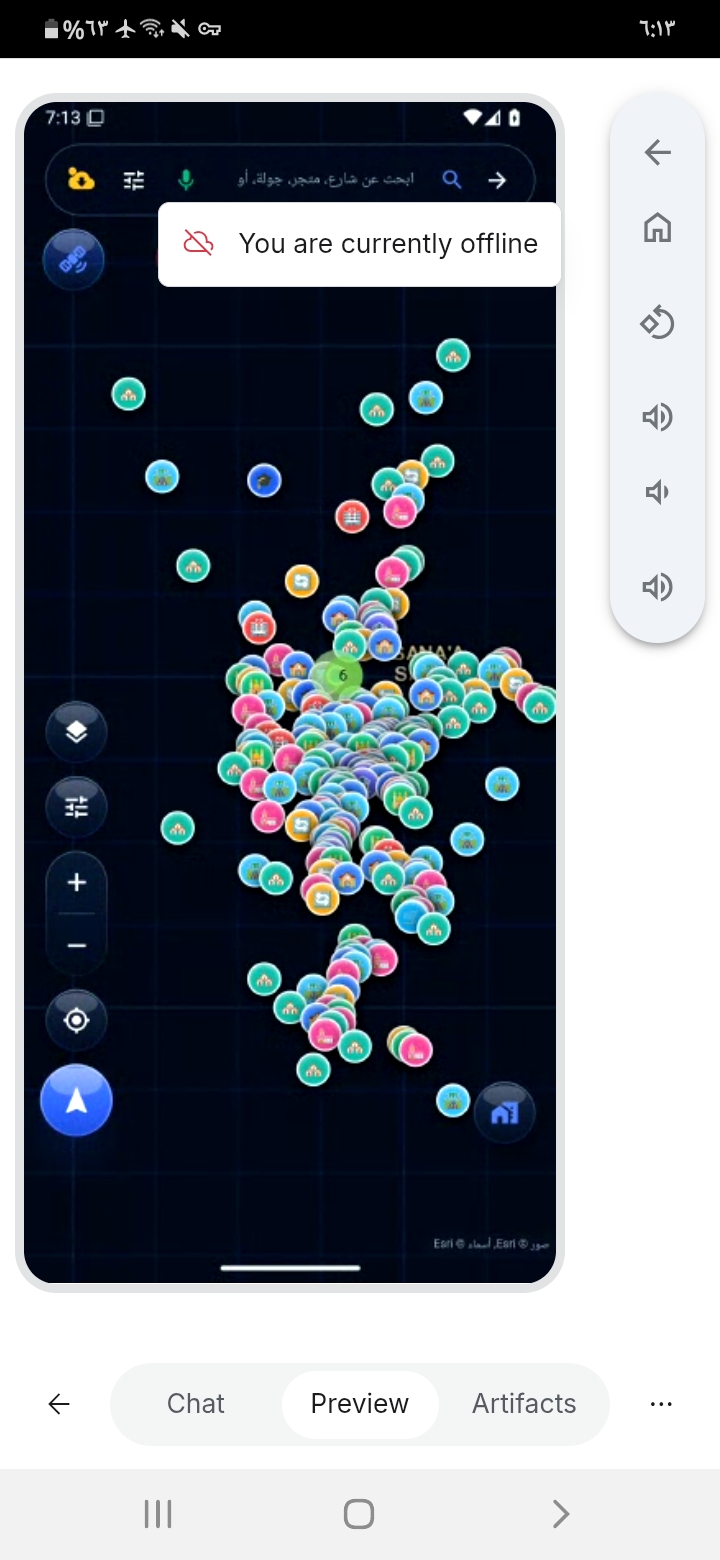 %٦٣
٦:١٣
7:13
ابحث عن شارع، متجر، جولة، أو
You are currently offline
SANA'A
6
صور © Esri, أسماء © Esri
Chat
Preview
Artifacts